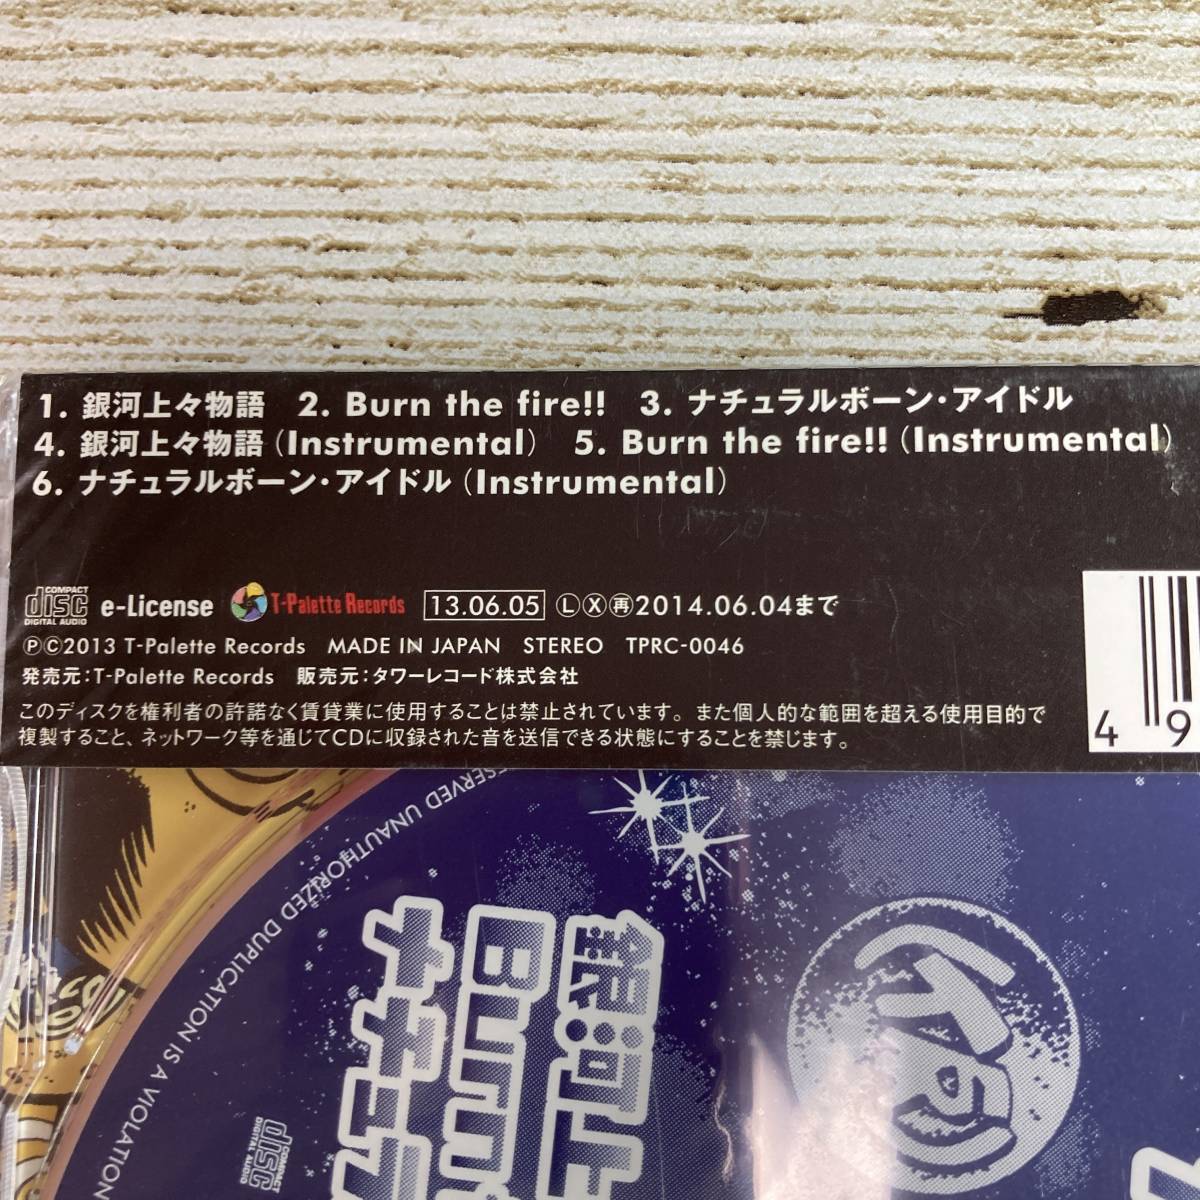 1. 銀河上々物語 2. Burn the fire!! 3. ナチュラルボーン・アイドル
4. 銀河上々物語 (Instrumental) 5. Burn the fire!! (Instrumental)
6. ナチュラルボーン・アイドル (Instrumental)
COMPACT disc DIGITAL AUDIO e-License T-Palette Records 13.06.05 Ⓛ Ⓧ 再 2014.06.04まで
ⓅⒸ2013 T-Palette Records MADE IN JAPAN STEREO TPRC-0046
発売元:T-Palette Records 販売元:タワーレコード株式会社
このディスクを権利者の許諾なく賃貸業に使用することは禁止されています。また個人的な範囲を超える使用目的で
複製すること、ネットワーク等を通じてCDに収録された音を送信できる状態にすることを禁じます。
4 9
SERVED UNAUTHORIZED DUPLICATION IS A VIOLATION
銀河上
Burn
ナチュ
COMPACT disc DIGITAL AUDIO